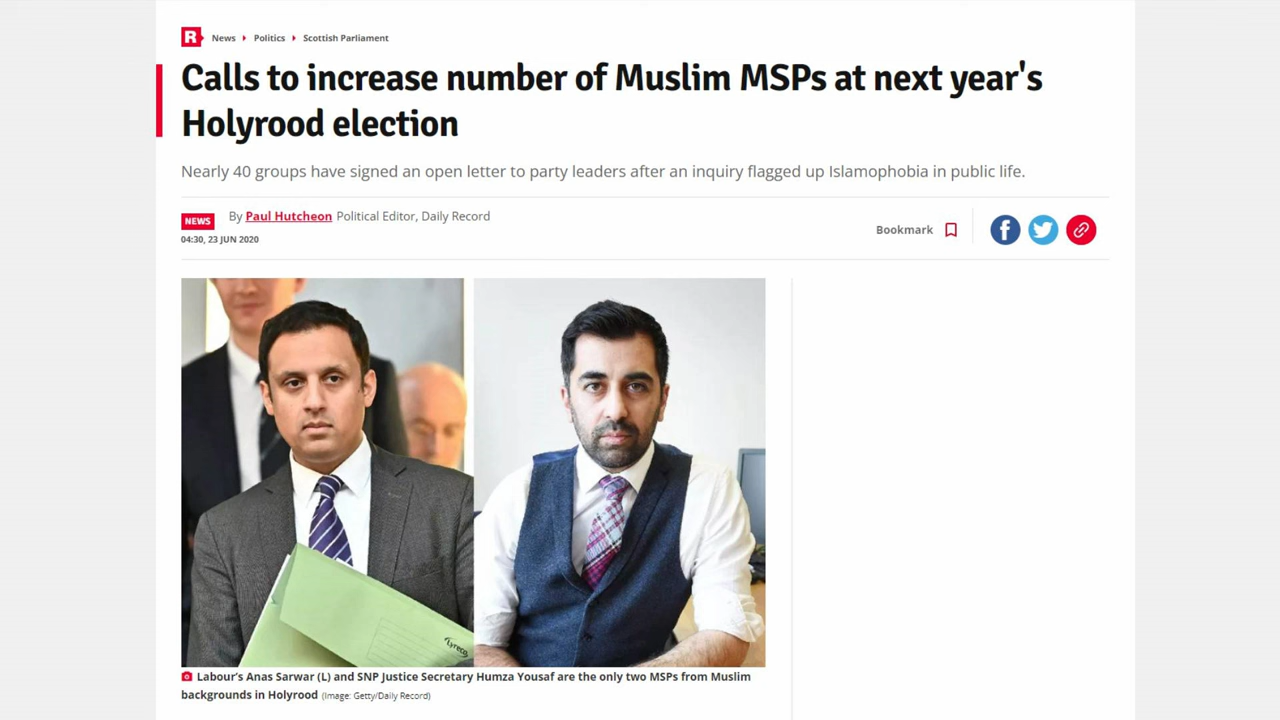 R News Politics Scottish Parliament
Calls to increase number of Muslim MSPs at next year's
Holyrood election
Nearly 40 groups have signed an open letter to party leaders after an inquiry flagged up Islamophobia in public life.
NEWS By Paul Hutcheon Political Editor, Daily Record
04:30, 23 JUN 2020
Bookmark
Lyreco
Labour's Anas Sarwar (L) and SNP Justice Secretary Humza Yousaf are the only two MSPs from Muslim
backgrounds in Holyrood (Image: Getty/Daily Record)